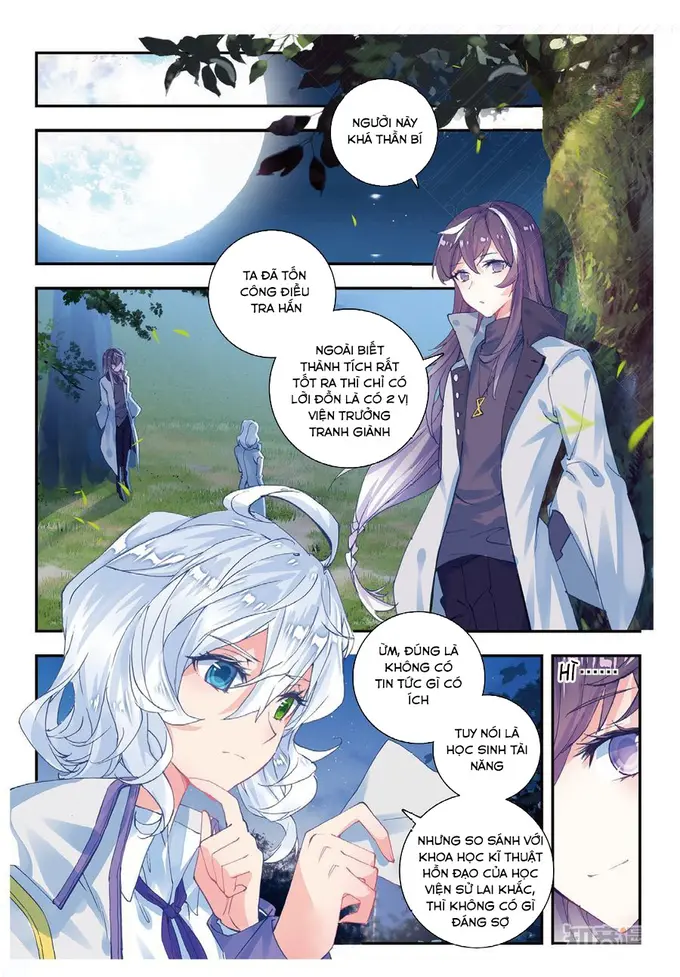 NGƯỜI NÀY
KHÁ THẦN BÍ
TA ĐÃ TỐN
CÔNG ĐIỀU
TRA HẮN
NGOÀI BIẾT
THÀNH TÍCH RẤT
TỐT RA THÌ CHỈ CÓ
LỜI ĐỒN LÀ CÓ 2 VỊ
VIỆN TRƯỞNG
TRANH GIÀNH
ỪM, ĐÚNG LÀ
KHÔNG CÓ
TIN TỨC GÌ CÓ
ÍCH
TUY NÓI LÀ
HỌC SINH TÀI
NĂNG
HÌ......
NHƯNG SO SÁNH VỚI
KHOA HỌC KĨ THUẬT
HỒN ĐẠO CỦA HỌC
VIỆN SỬ LAI KHẮC,
THÌ KHÔNG CÓ GÌ
ĐÁNG SỢ